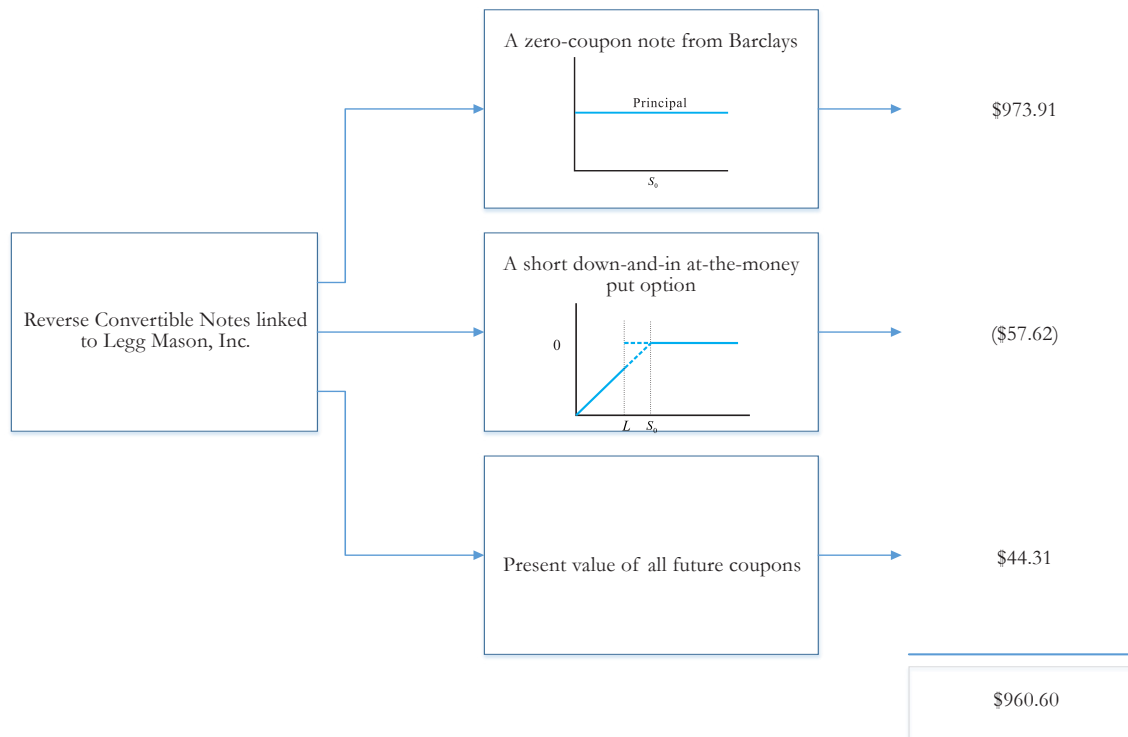 A zero-coupon note from Barclays
Principal
S₀
$973.91
Reverse Convertible Notes linked
to Legg Mason, Inc.
A short down-and-in at-the-money
put option
0
L S₀
($57.62)
Present value of all future coupons
$44.31
$960.60